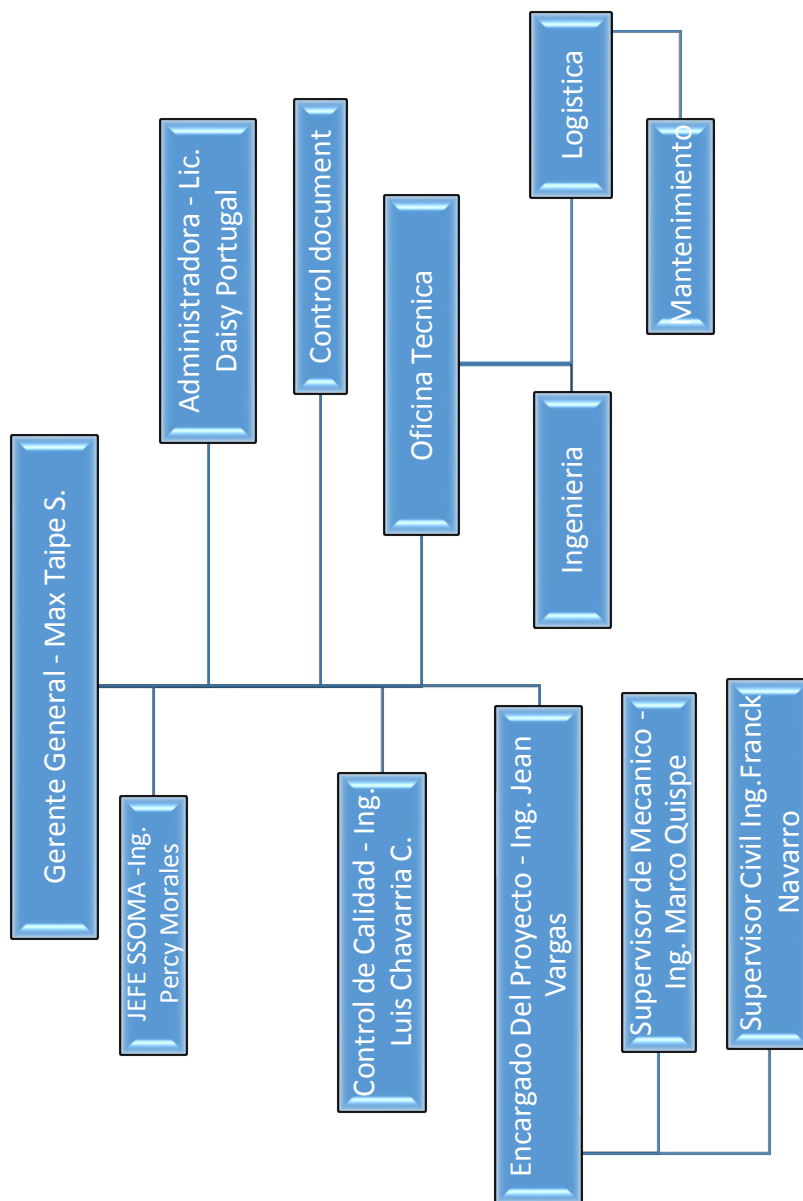 Gerente General - Max Taipe S.
JEFE SSOMA -Ing.
Percy Morales
Administradora - Lic.
Daisy Portugal
Control document
Control de Calidad - Ing.
Luis Chavarria C.
Oficina Tecnica
Ingenieria
Logistica
Mantenimiento
Encargado Del Proyecto - Ing. Jean
Vargas
Supervisor de Mecanico -
Ing. Marco Quispe
Supervisor Civil Ing.Franck
Navarro